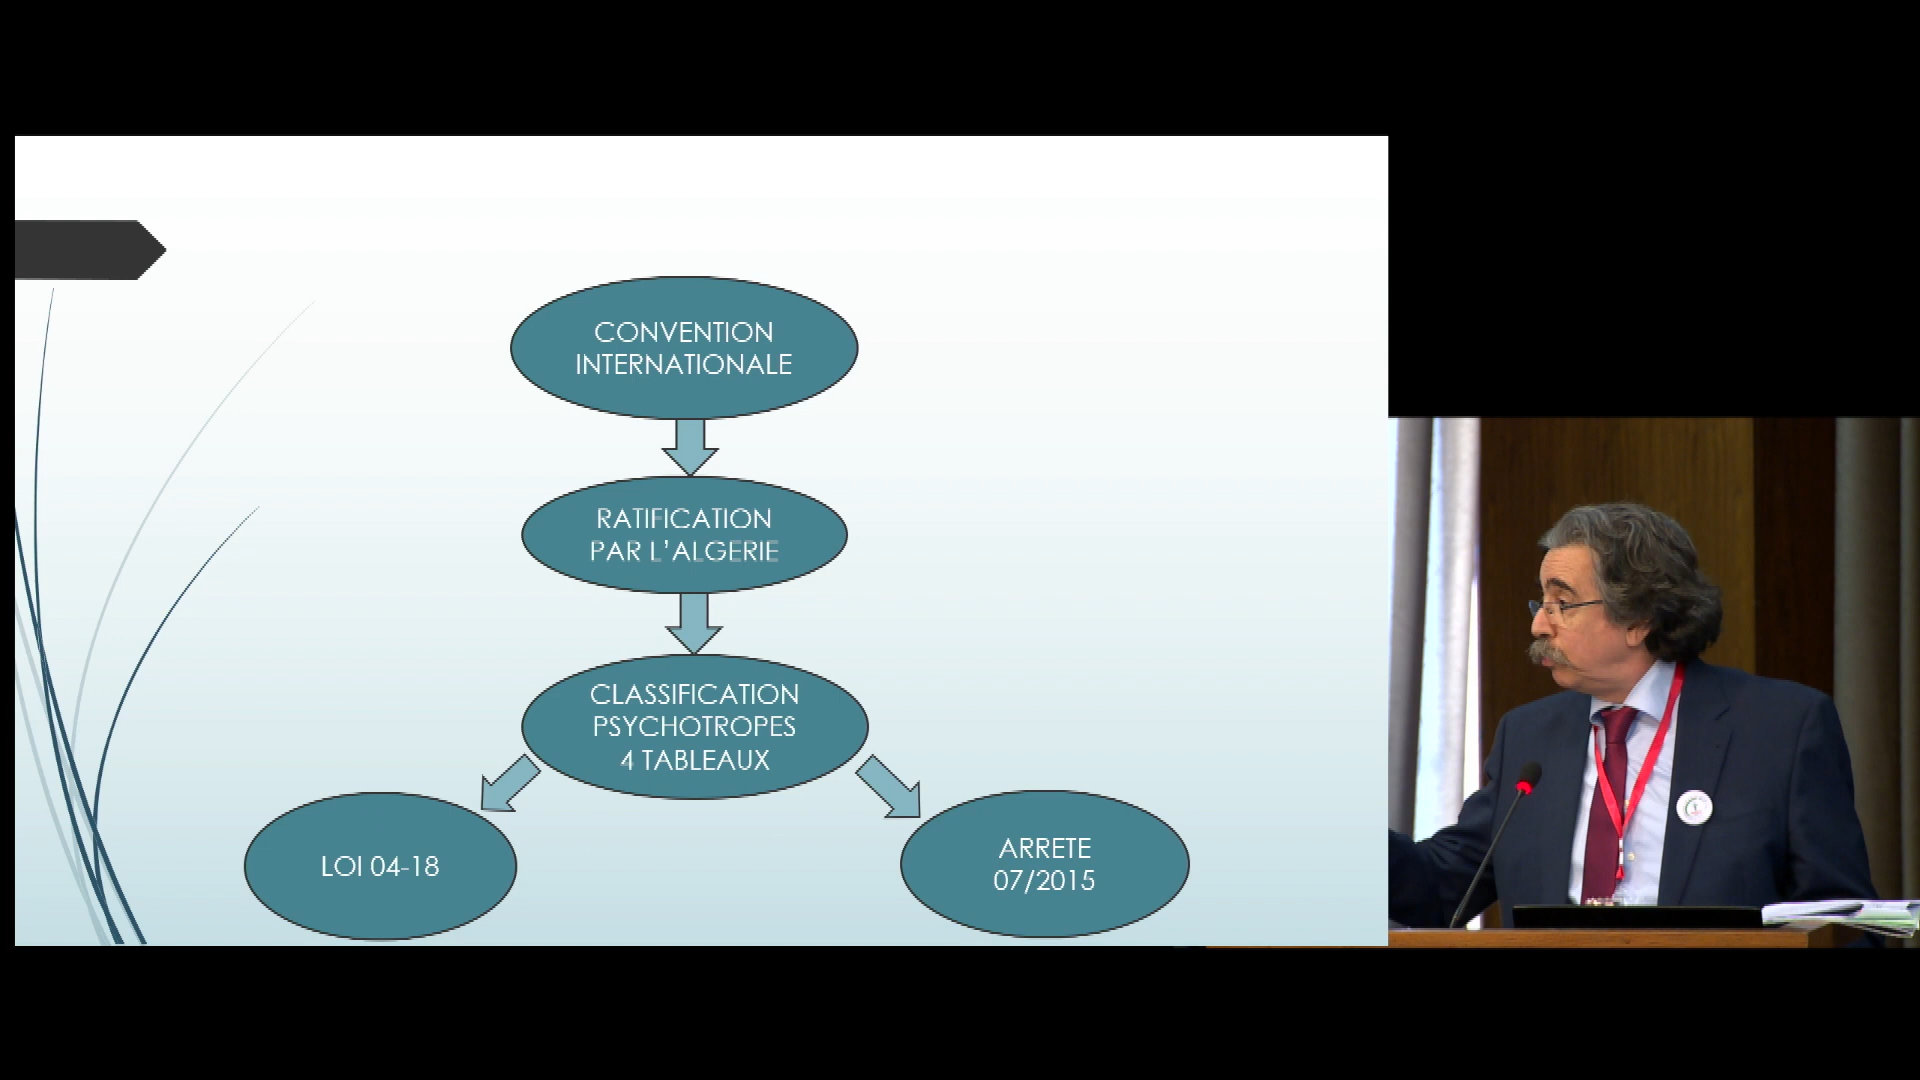 CONVENTION
INTERNATIONALE
RATIFICATION
PAR L'ALGERIE
CLASSIFICATION
PSYCHOTROPES
4 TABLEAUX
LOI 04-18
ARRETE
07/2015